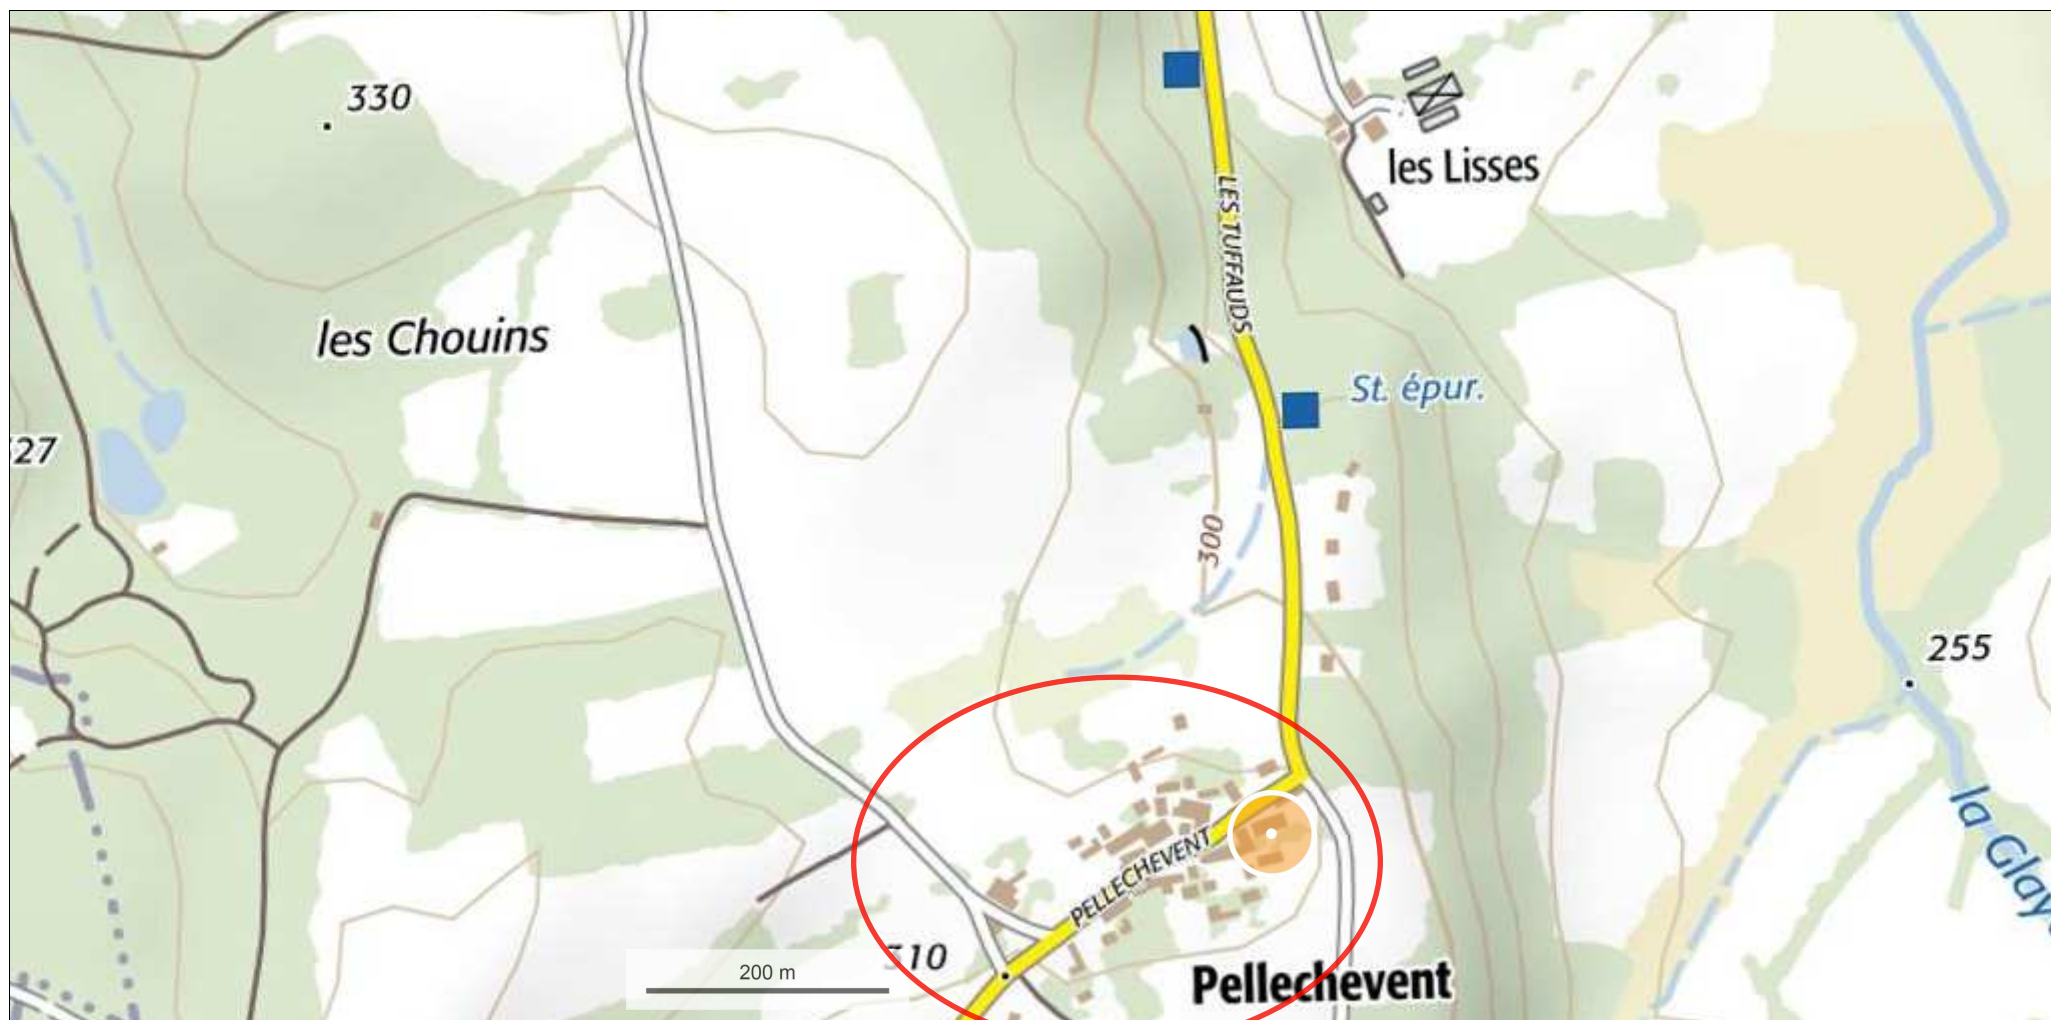 330
les Lisses
LES TUFFAUDS
les Chouins
St. épur.
27
300
255
la Glay
PELLECHEVENT
310
Pellechevent
200 m